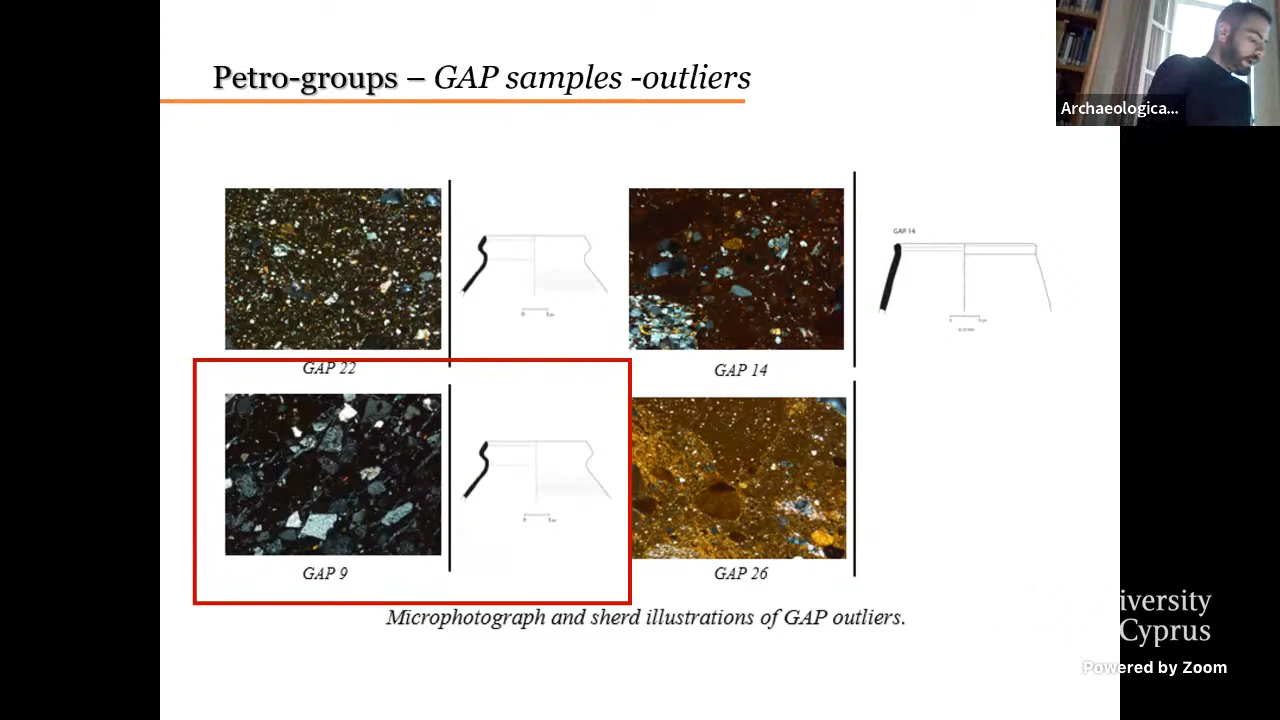 Petro-groups – GAP samples -outliers
Archaeologica...
GAP 14
GAP 22
GAP 14
GAP 9
GAP 26
Microphotograph and sherd illustrations of GAP outliers.
iversity
Cyprus
Powered by Zoom